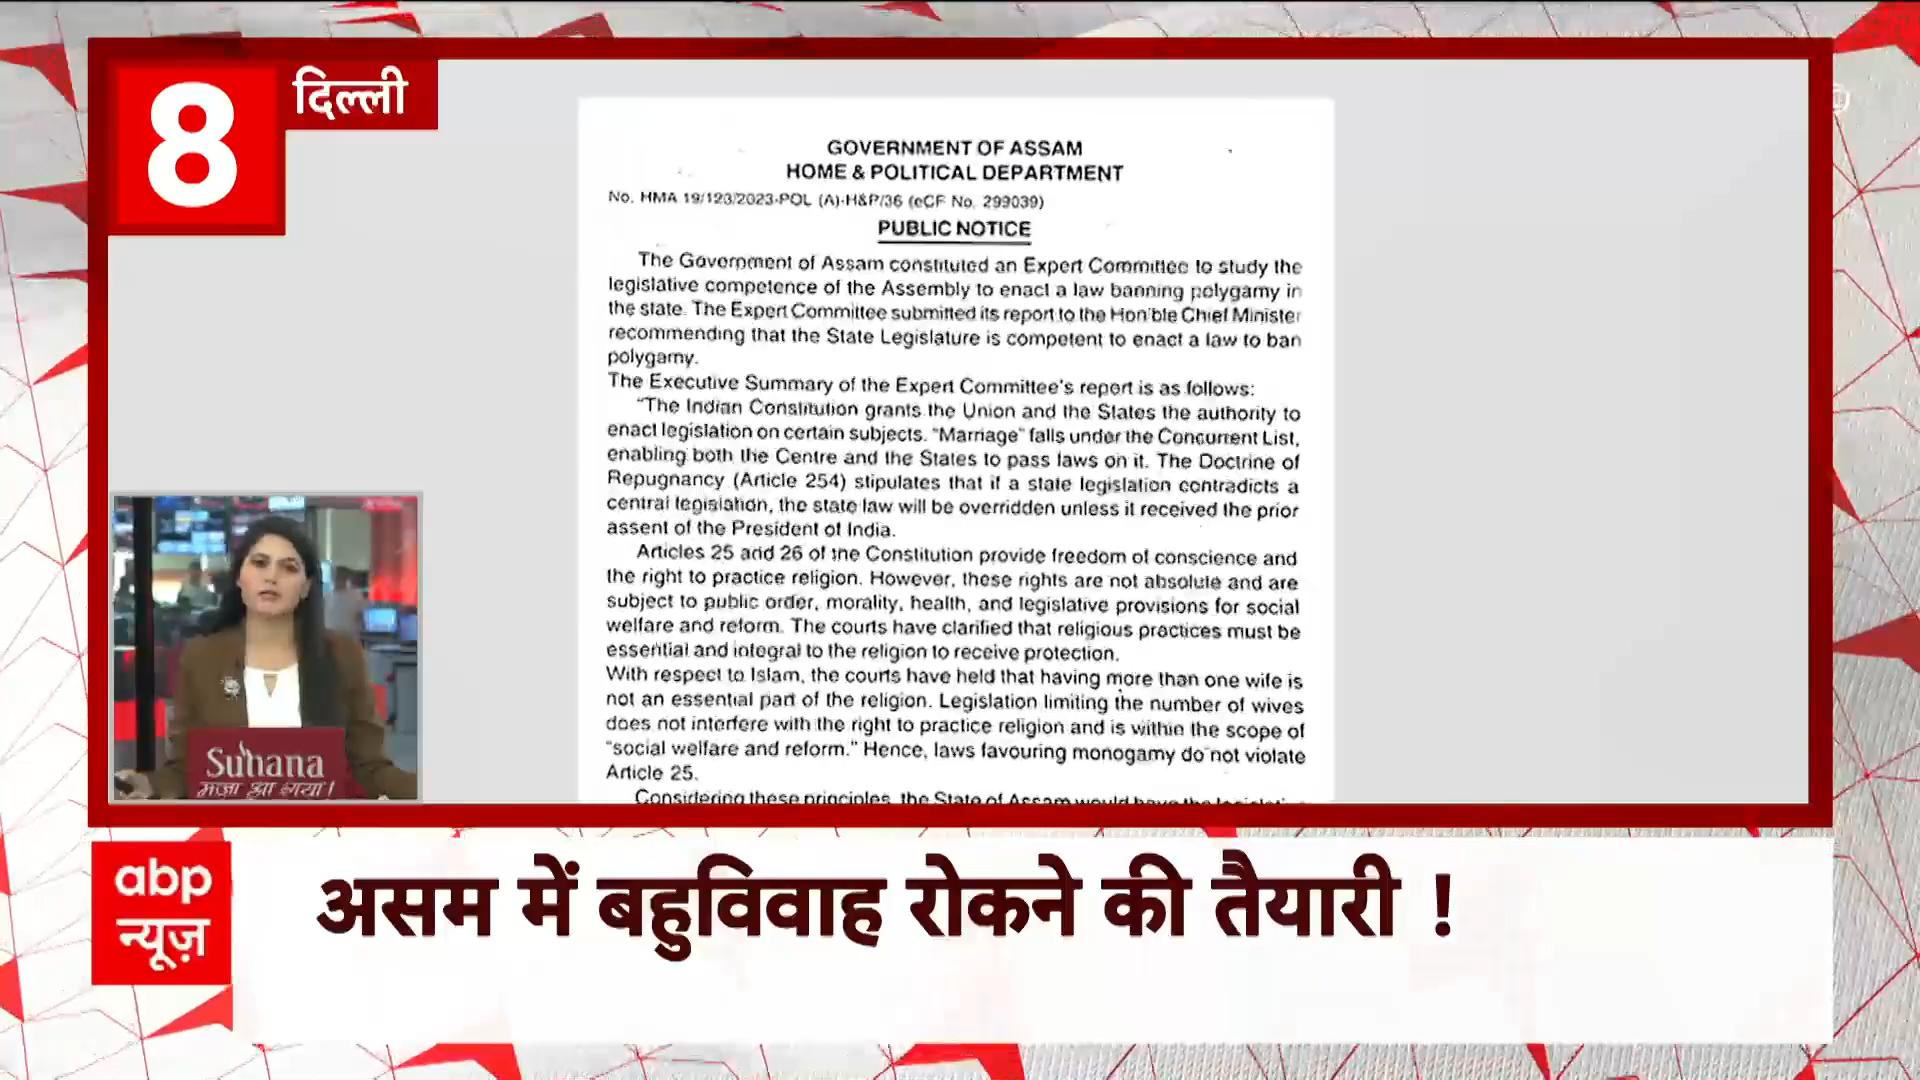 8
दिल्ली
GOVERNMENT OF ASSAM
HOME & POLITICAL DEPARTMENT
No. HMA 19/123/2023-POL (A)-H&P/36 (eCF No. 299039)
PUBLIC NOTICE
The Government of Assam constituted an Expert Committee to study the
legislative competence of the Assembly to enact a law banning polygamy in
the state. The Expert Committee submitted its report to the Hon'ble Chief Minister
recommending that the State Legislature is competent to enact a law to ban
polygamy.
The Executive Summary of the Expert Committee's report is as follows:
"The Indian Constitution grants the Union and the States the authority to
enact legislation on certain subjects. "Marriage" falls under the Concurrent List,
enabling both the Centre and the States to pass laws on it. The Doctrine of
Repugnancy (Article 254) stipulates that if a state legislation contradicts a
central legislation, the state law will be overridden unless it received the prior
assent of the President of India.
Articles 25 and 26 of the Constitution provide freedom of conscience and
the right to practice religion. However, these rights are not absolute and are
subject to public order, morality, health, and legislative provisions for social
welfare and reform. The courts have clarified that religious practices must be
essential and integral to the religion to receive protection.
With respect to Islam, the courts have held that having more than one wife is
not an essential part of the religion. Legislation limiting the number of wives
does not interfere with the right to practice religion and is within the scope of
"social welfare and reform." Hence, laws favouring monogamy do not violate
Article 25.
Considering these principles, the State of Assam would have the
Suhana
मज़ा आ गया!
abp
न्यूज़
असम में बहुविवाह रोकने की तैयारी !